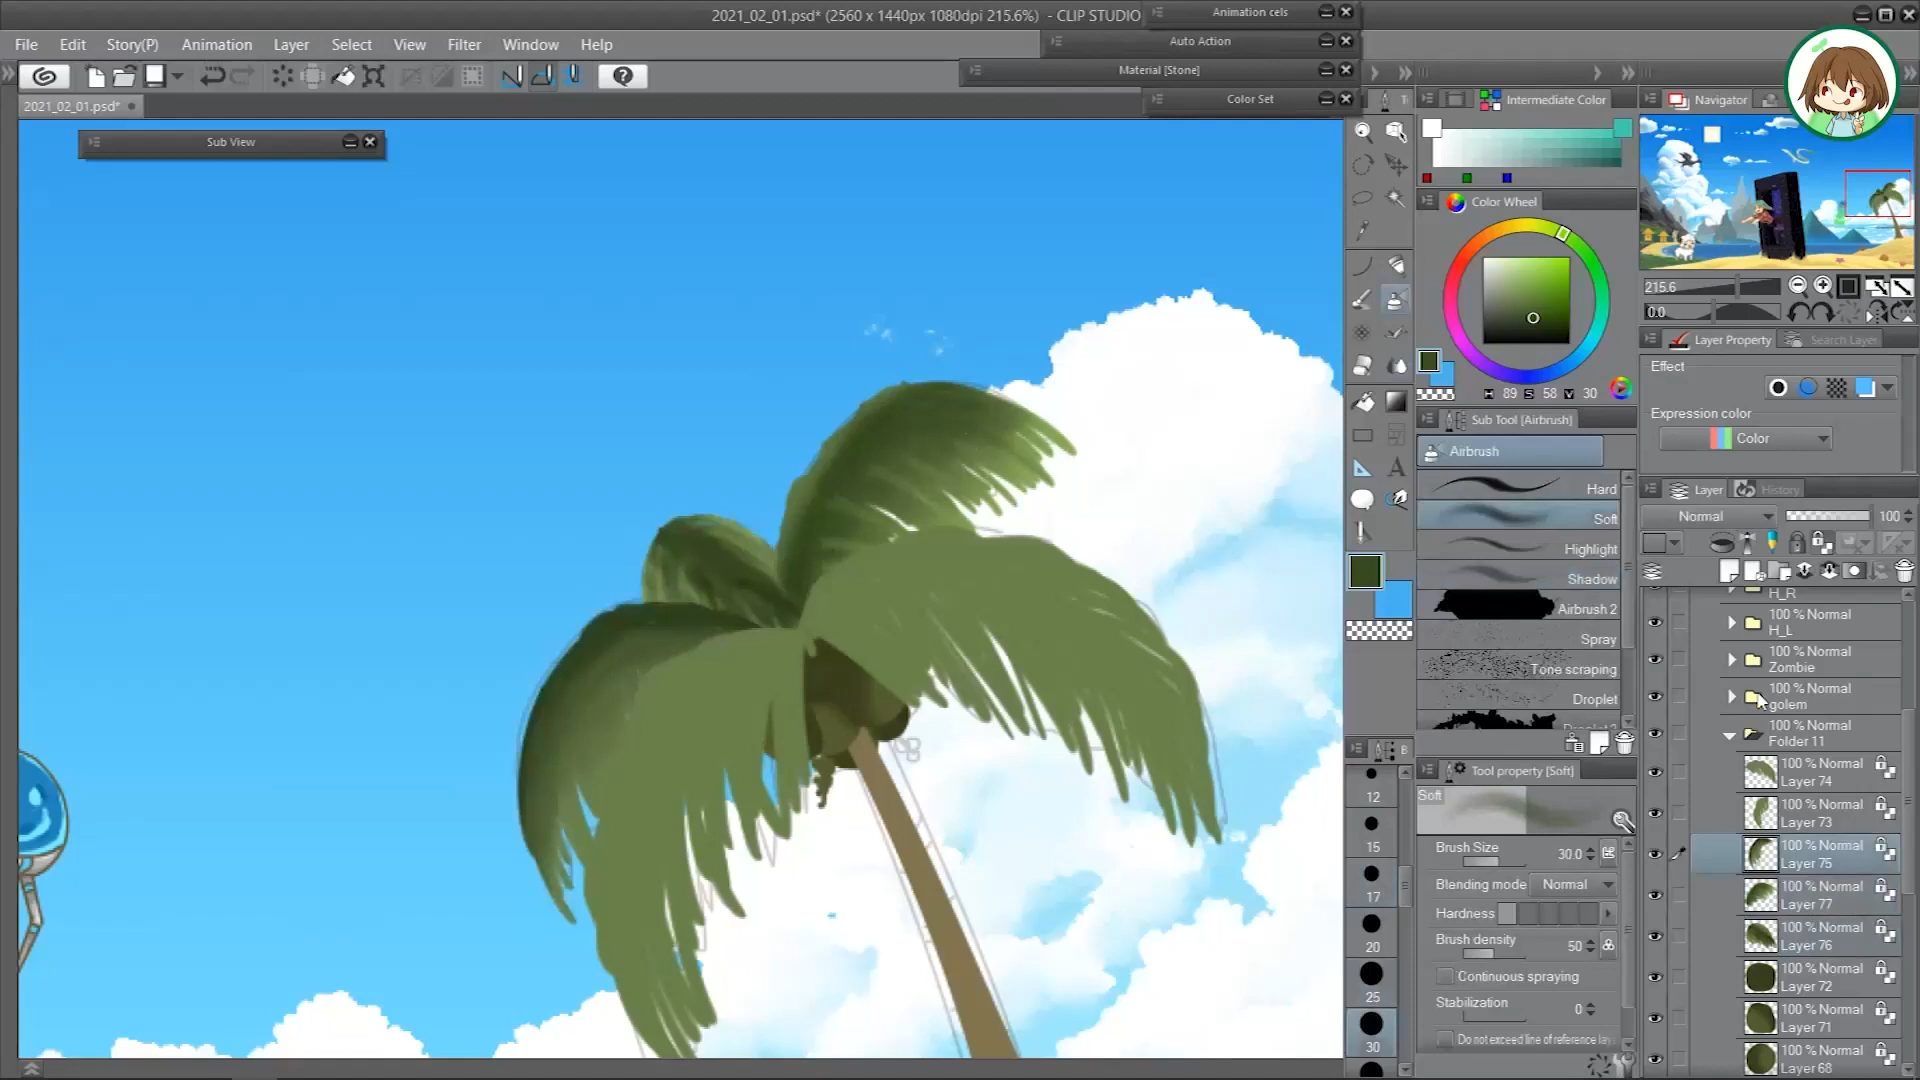 2021_02_01.psd* (2560 x 1440px 1080dpi 215.6%) - CLIP STUDIO
Animation cels
File Edit Story(P) Animation Layer Select View Filter Window Help
Auto Action
Material [Stone]
Color Set
2021_02_01.psd*
Sub View
Intermediate Color
Navigator
Color Wheel
H 89 S 58 V 30
215.6
0.0
Layer Property
Search Layer
Effect
Expression color
Color
Sub Tool [Airbrush]
Airbrush
Hard
Soft
Highlight
Shadow
Airbrush 2
Spray
Tone scraping
Droplet
Layer
History
Normal
100
H_R
100 % Normal
H_L
100 % Normal
Zombie
100 % Normal
golem
100 % Normal
Folder 11
100 % Normal
Layer 74
100 % Normal
Layer 73
100 % Normal
Layer 75
100 % Normal
Layer 77
100 % Normal
Layer 76
100 % Normal
Layer 72
100 % Normal
Layer 71
100 % Normal
Layer 68
B
12
15
17
20
25
30
Tool property [Soft]
Soft
Brush Size 30.0
Blending mode Normal
Hardness
Brush density 50
Continuous spraying
Stabilization 0
Do not exceed line of reference lay